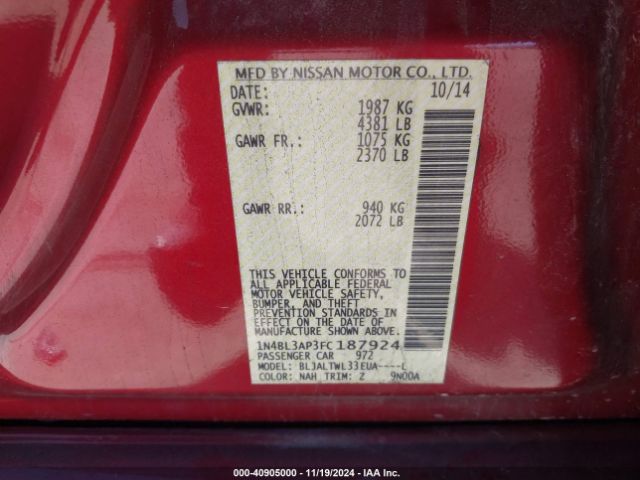 MFD BY NISSAN MOTOR CO., LTD.
DATE: 10/14
GVWR: 1987 KG
4381 LB
GAWR FR.: 1075 KG
2370 LB
GAWR RR.: 940 KG
2072 LB
THIS VEHICLE CONFORMS TO
ALL APPLICABLE FEDERAL
MOTOR VEHICLE SAFETY,
BUMPER, AND THEFT
PREVENTION STANDARDS IN
EFFECT ON THE DATE OF
MANUFACTURE SHOWN ABOVE.
1N4BL3AP3FC187924
PASSENGER CAR 972
MODEL: BLJALTWL33EUA----L
COLOR: NAH TRIM: Z 9N00A
000-40905000 - 11/19/2024 - IAA Inc.